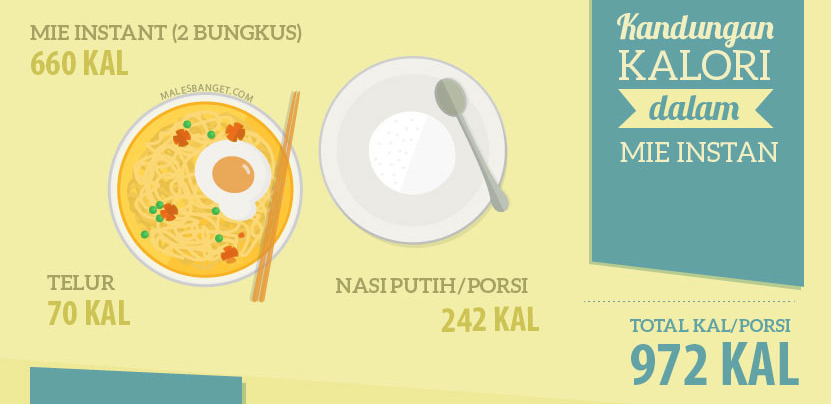 MIE INSTANT (2 BUNGKUS)
660 KAL
MALESBANGET.COM
TELUR
70 KAL
NASI PUTIH/PORSI
242 KAL
Kandungan
KALORI
dalam
MIE INSTAN
TOTAL KAL/PORSI
972 KAL